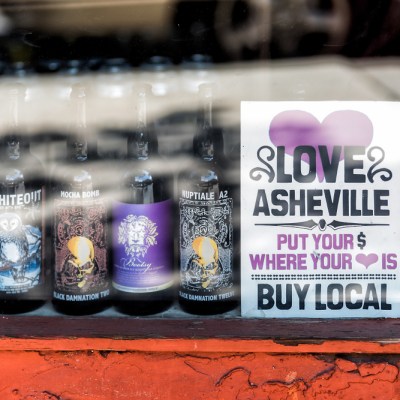 HITEOUT
MOCHA BOMB
BLACK DAMNATION
NUPTIALE A2
BLACK DAMNATION
LOVE
ASHEVILLE
PUT YOUR $
WHERE YOUR ❤ IS
BUY LOCAL